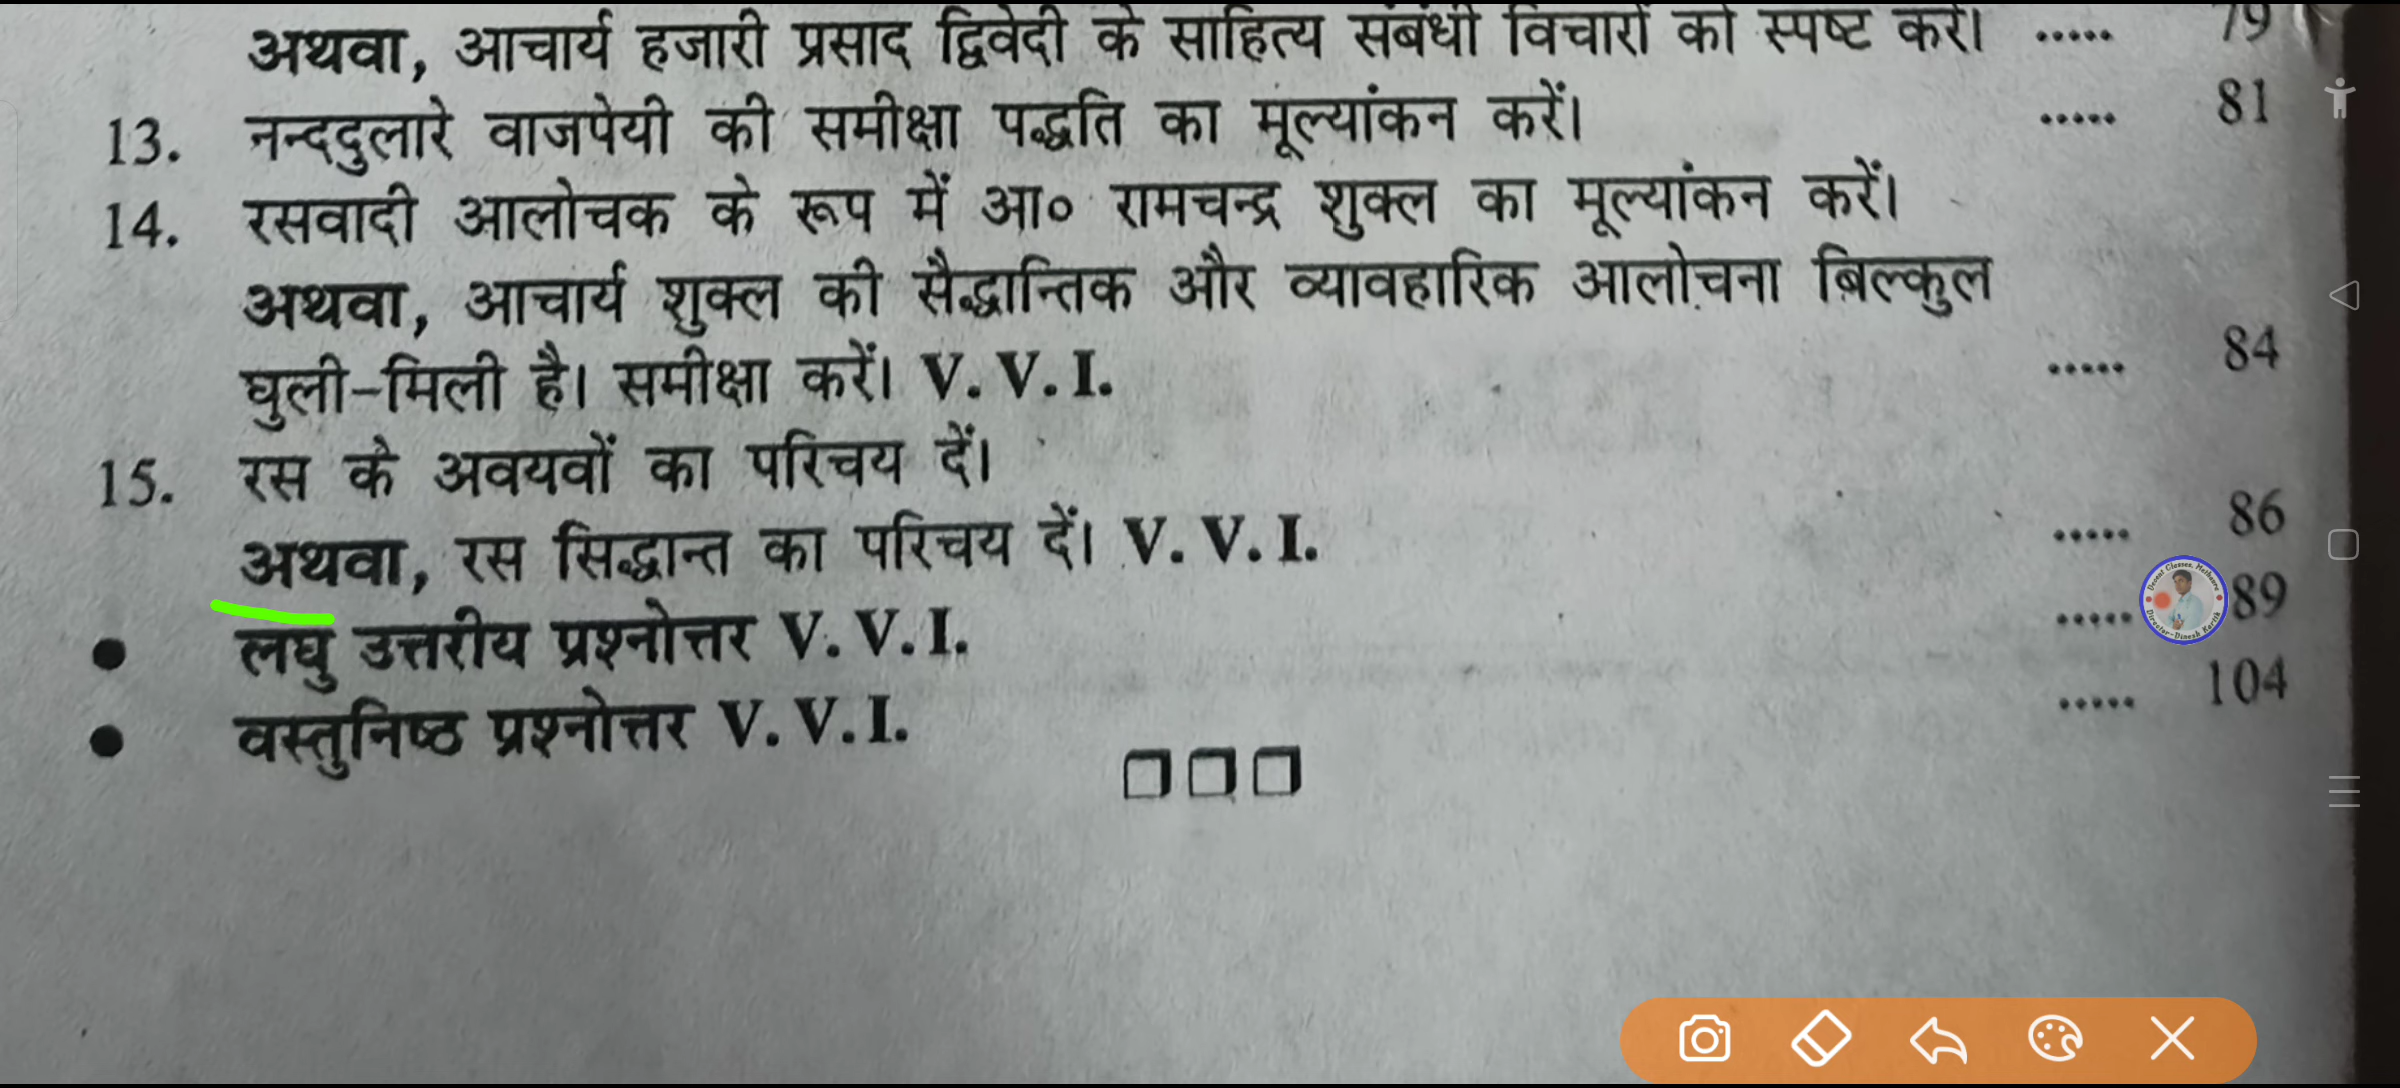 अथवा, आचार्य हजारी प्रसाद द्विवेदी के साहित्य संबंधी विचारों को स्पष्ट करें। ..... 79
13. नन्ददुलारे वाजपेयी की समीक्षा पद्धति का मूल्यांकन करें। ..... 81
14. रसवादी आलोचक के रूप में आ० रामचन्द्र शुक्ल का मूल्यांकन करें।
अथवा, आचार्य शुक्ल की सैद्धान्तिक और व्यावहारिक आलोचना बिल्कुल
घुली-मिली है। समीक्षा करें। V. V. I. ..... 84
15. रस के अवयवों का परिचय दें।
अथवा, रस सिद्धान्त का परिचय दें। V. V. I. ..... 86
● लघु उत्तरीय प्रश्नोत्तर V. V. I. ..... 89
● वस्तुनिष्ठ प्रश्नोत्तर V. V. I. ..... 104